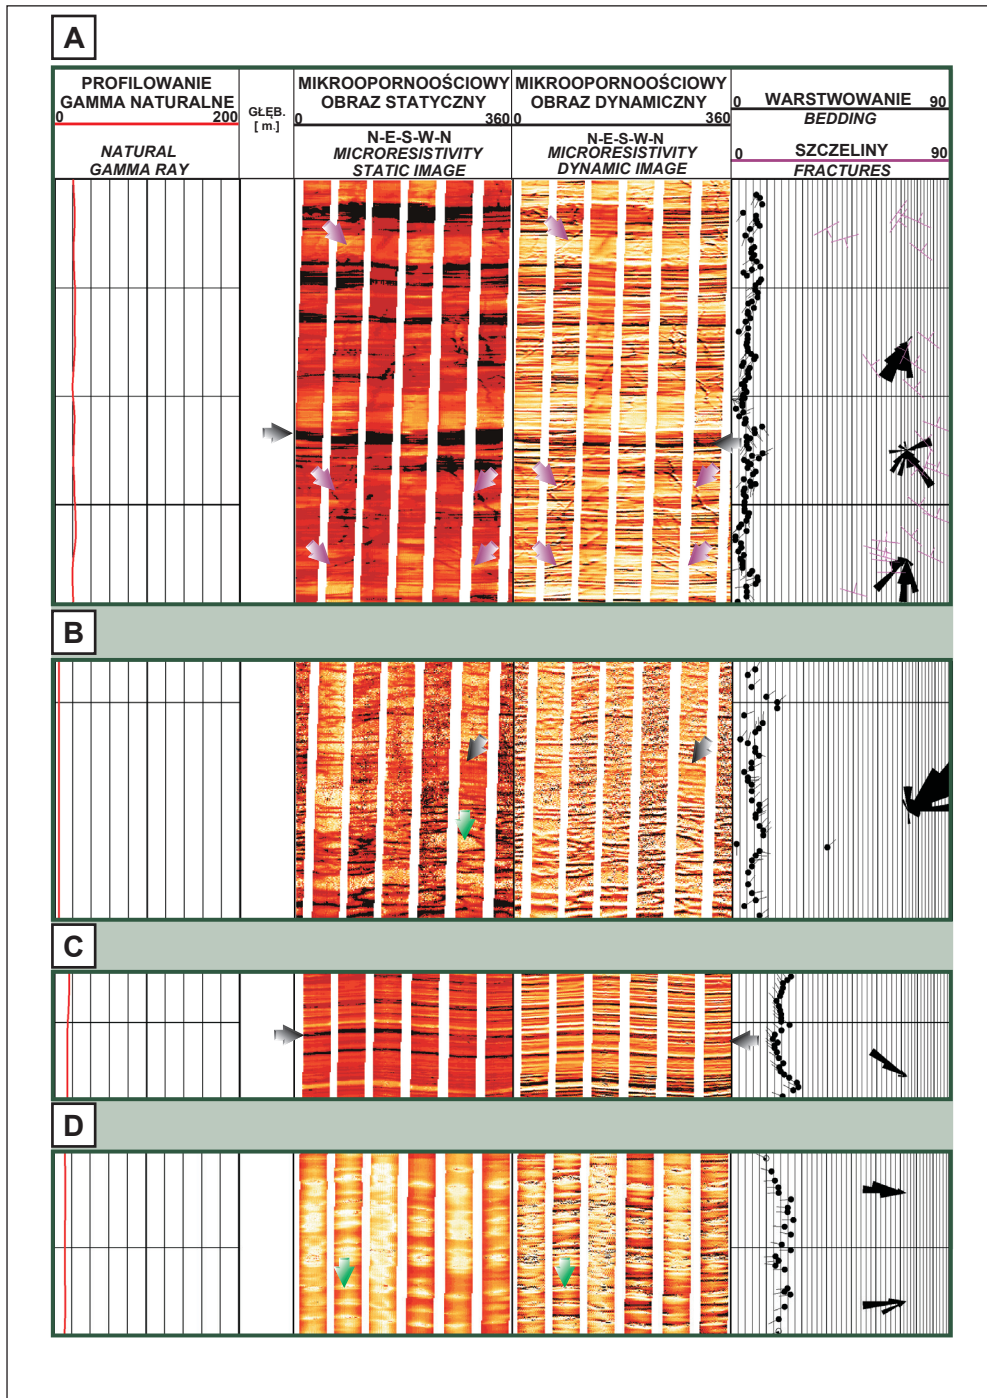 A
PROFILOWANIE
GAMMA NATURALNE
0 200
NATURAL
GAMMA RAY
GŁĘB.
[ m.]
MIKROOPORNOOŚCIOWY
OBRAZ STATYCZNY
0 360
N-E-S-W-N
MICRORESISTIVITY
STATIC IMAGE
MIKROOPORNOOŚCIOWY
OBRAZ DYNAMICZNY
0 360
N-E-S-W-N
MICRORESISTIVITY
DYNAMIC IMAGE
0 WARSTWOWANIE 90
BEDDING
0 SZCZELINY 90
FRACTURES
B
C
D